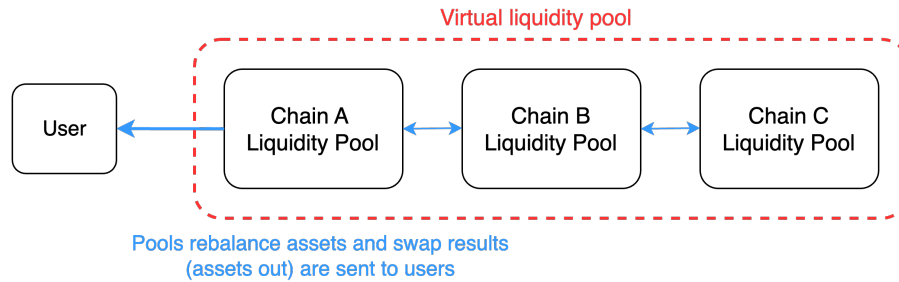 Virtual liquidity pool
User
Chain A
Liquidity Pool
Chain B
Liquidity Pool
Chain C
Liquidity Pool
Pools rebalance assets and swap results
(assets out) are sent to users